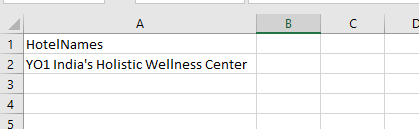 A B C D
1 HotelNames
2 YO1 India's Holistic Wellness Center
3
4
5